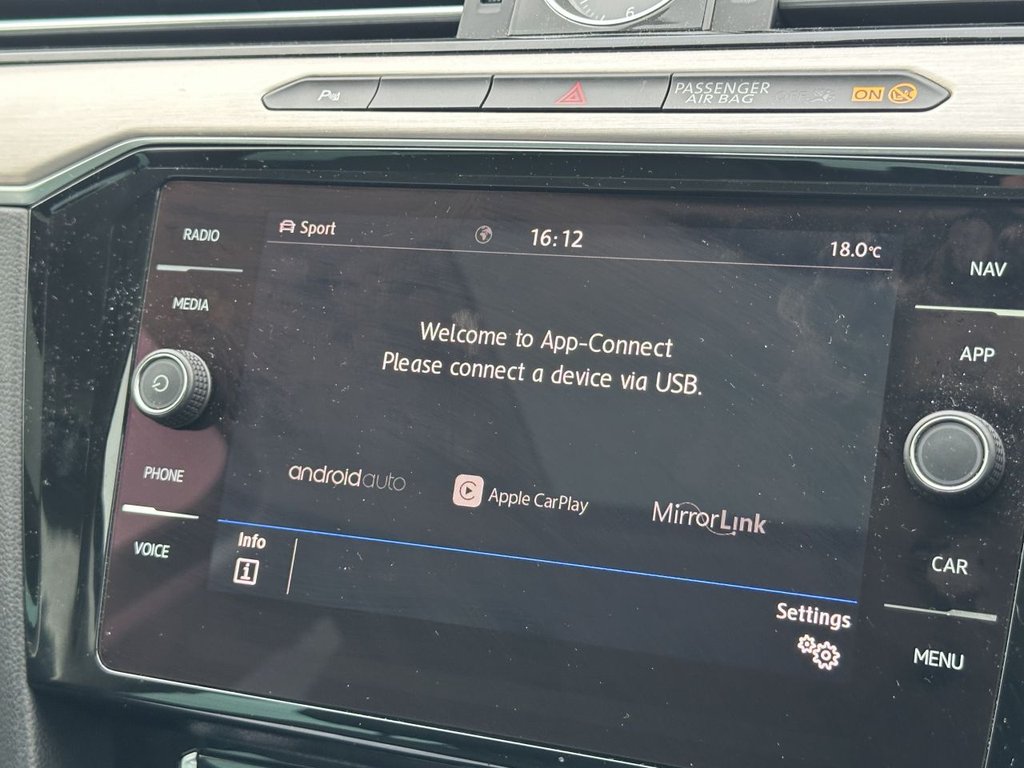 6
P
PASSENGER
AIR BAG
ON
RADIO
MEDIA
PHONE
VOICE
Sport
16:12
18.0°C
Welcome to App-Connect
Please connect a device via USB.
androidauto
Apple CarPlay
MirrorLink
Info
i
Settings
NAV
APP
CAR
MENU